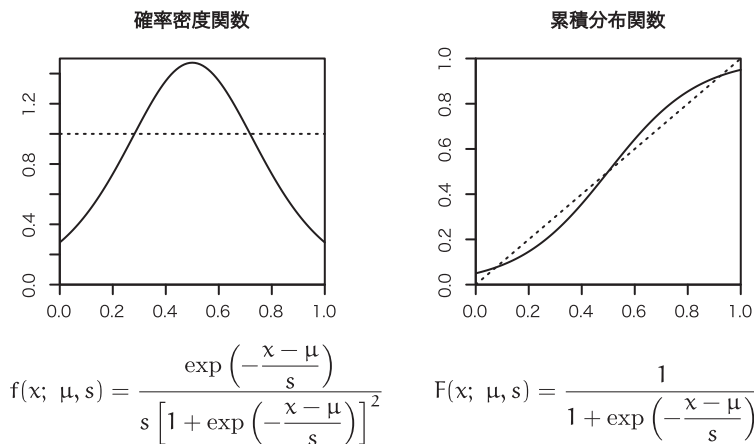 確率密度関数
累積分布関数
1.2
0.8
0.4
0.0
0.0 0.2 0.4 0.6 0.8 1.0
1.0
0.8
0.6
0.4
0.2
0.0
0.0 0.2 0.4 0.6 0.8 1.0
f(x; μ, s) = exp(−(x − μ)/s) / s[1 + exp(−(x − μ)/s)]²
F(x; μ, s) = 1 / 1 + exp(−(x − μ)/s)